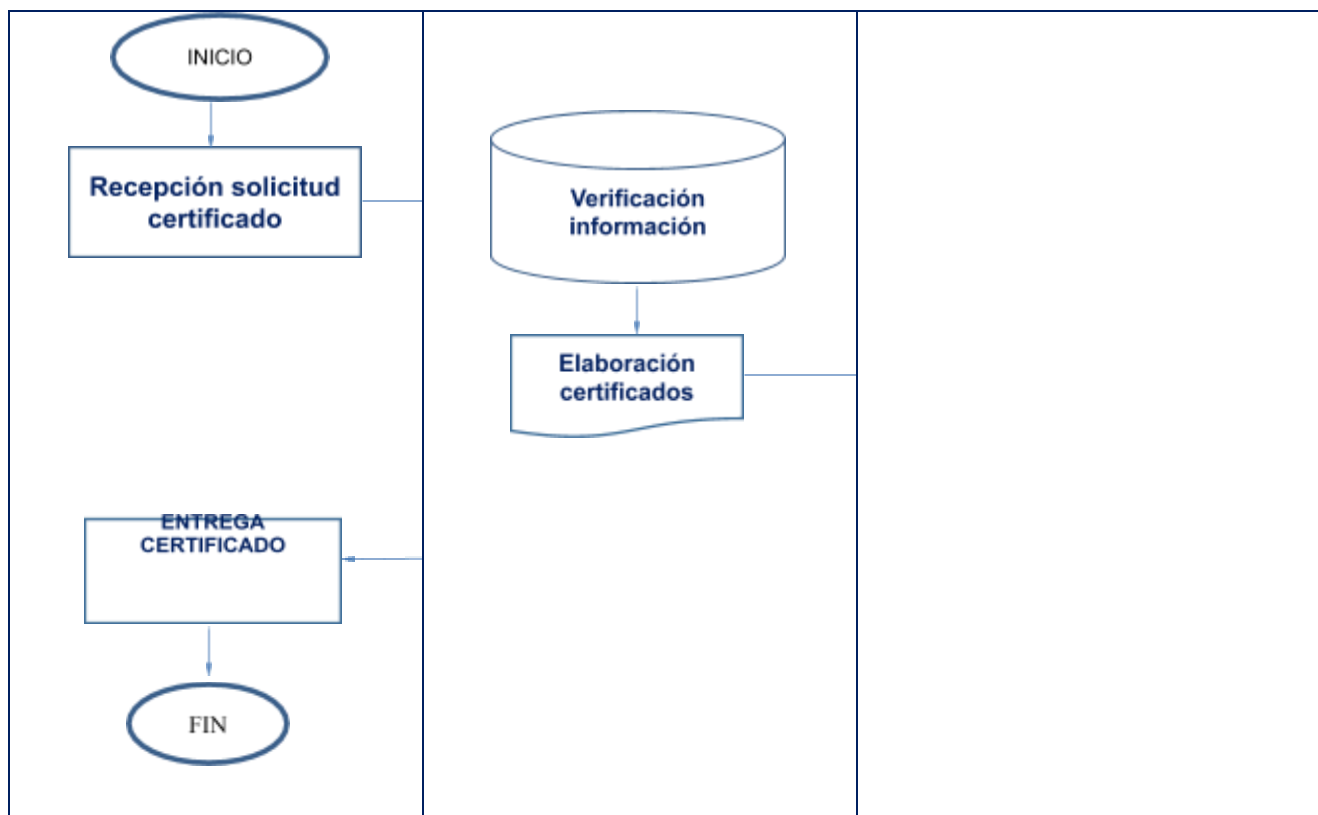 INICIO
Recepción solicitud
certificado
Verificación
información
Elaboración
certificados
ENTREGA
CERTIFICADO
FIN